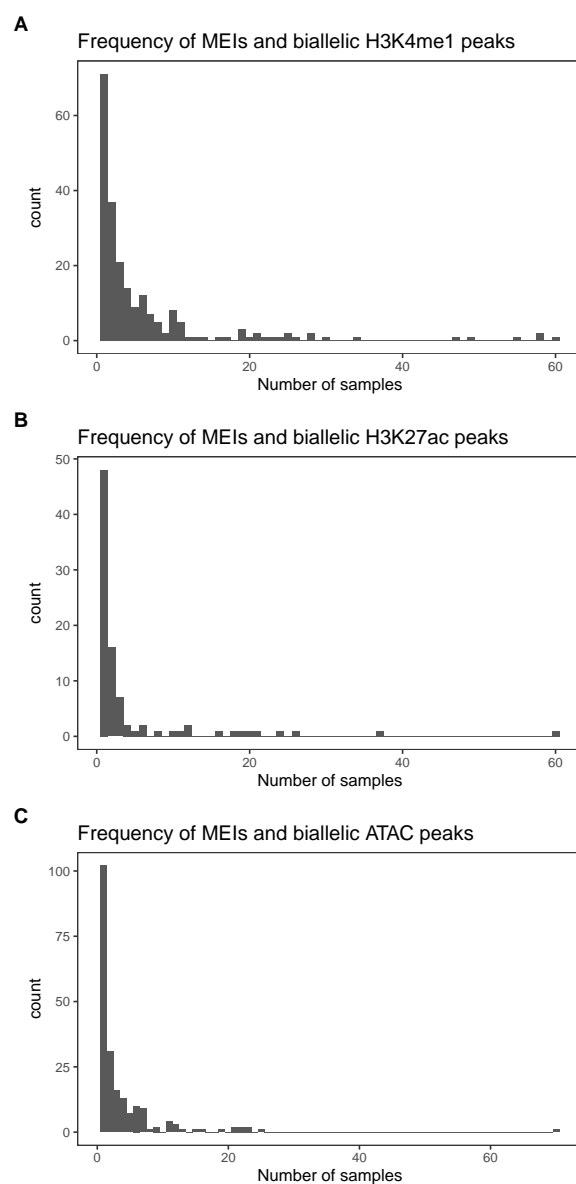 A
Frequency of MEIs and biallelic H3K4me1 peaks
60
40
20
0
count
0 20 40 60
Number of samples
B
Frequency of MEIs and biallelic H3K27ac peaks
50
40
30
20
10
0
count
0 20 40 60
Number of samples
C
Frequency of MEIs and biallelic ATAC peaks
100
75
50
25
0
count
0 20 40 60
Number of samples